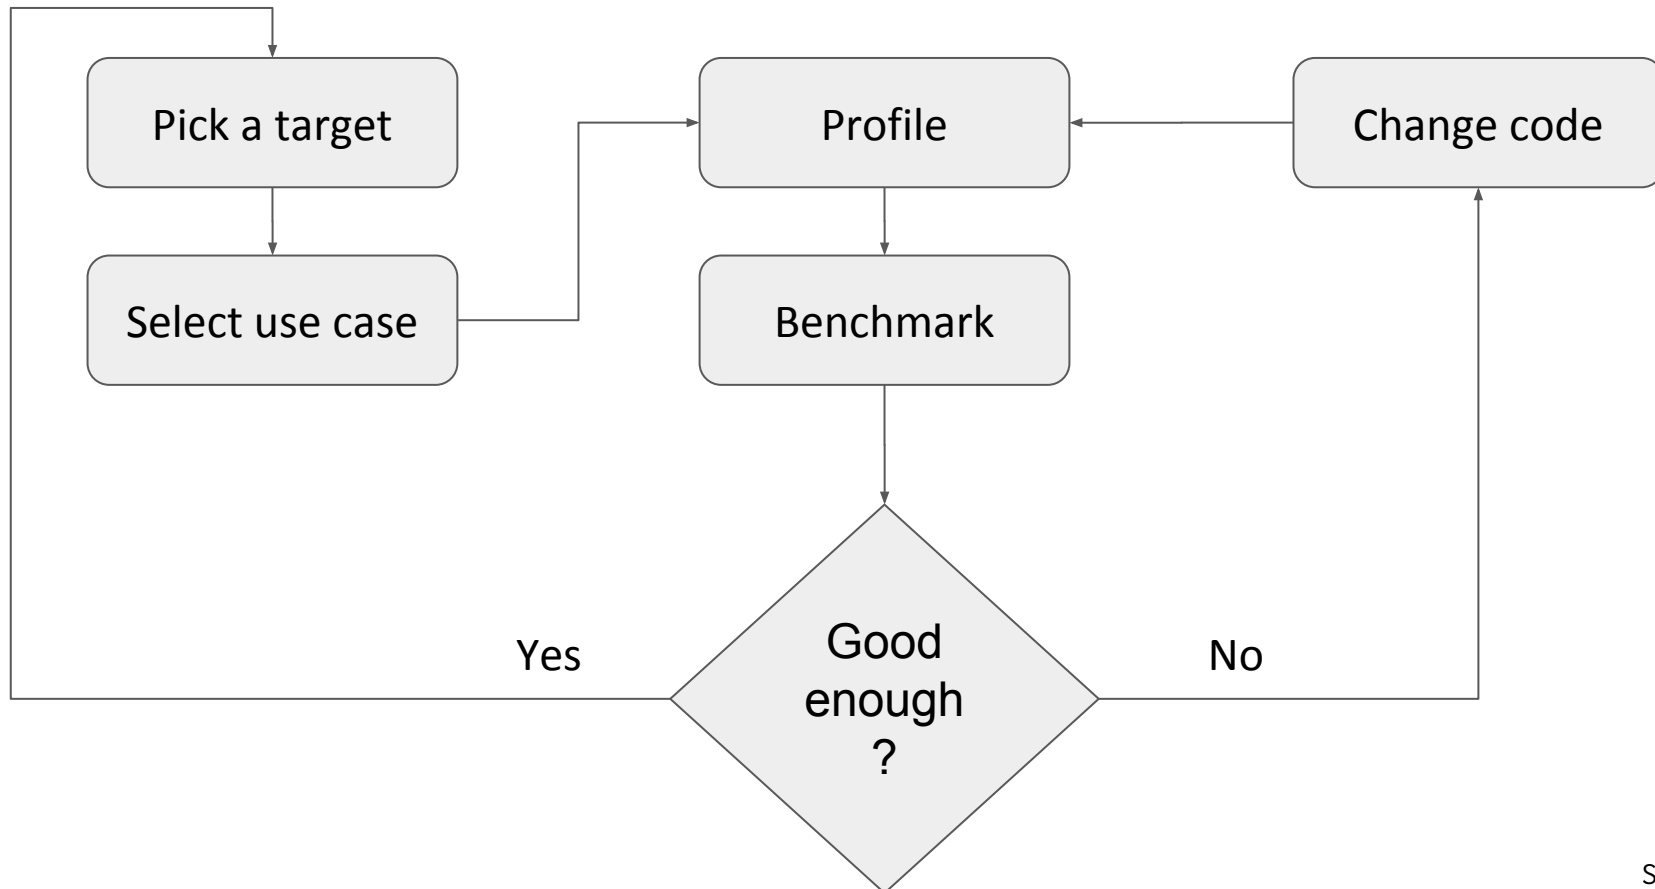 Pick a target
Profile
Change code
Select use case
Benchmark
Good
enough
?
Yes
No